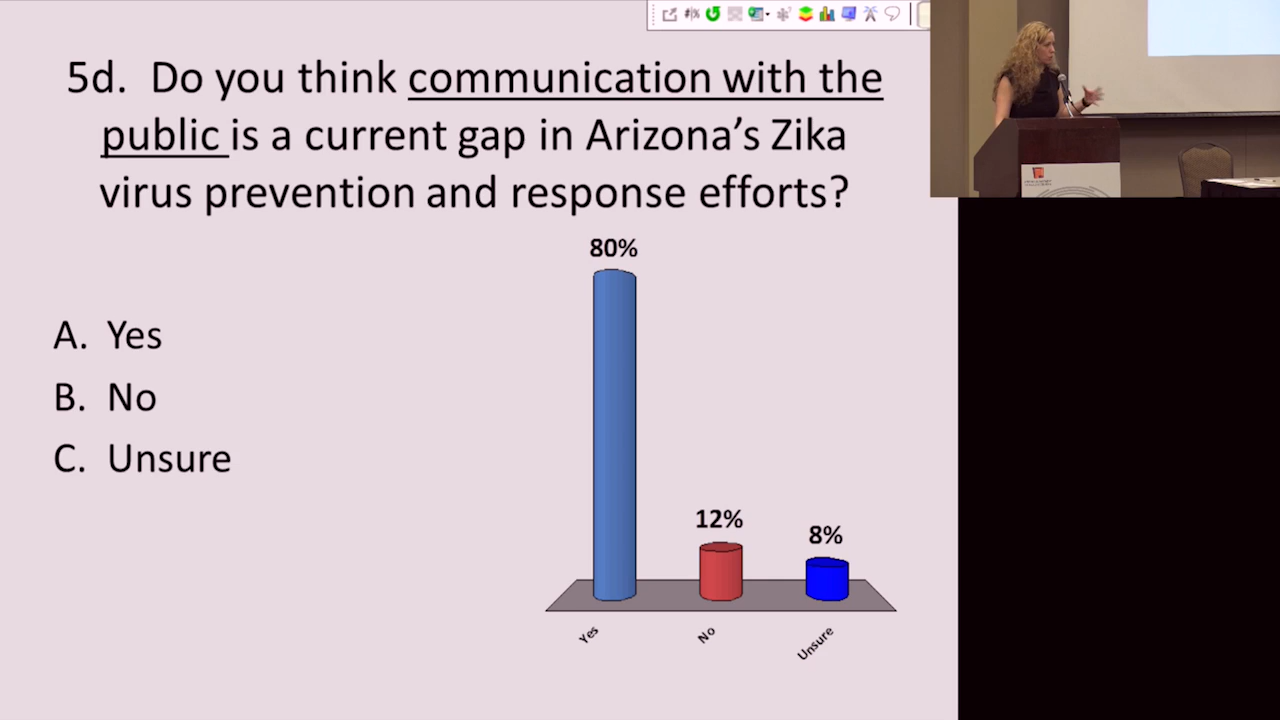 5d. Do you think communication with the
public is a current gap in Arizona's Zika
virus prevention and response efforts?
A. Yes
B. No
C. Unsure
80%
12%
8%
Yes
No
Unsure